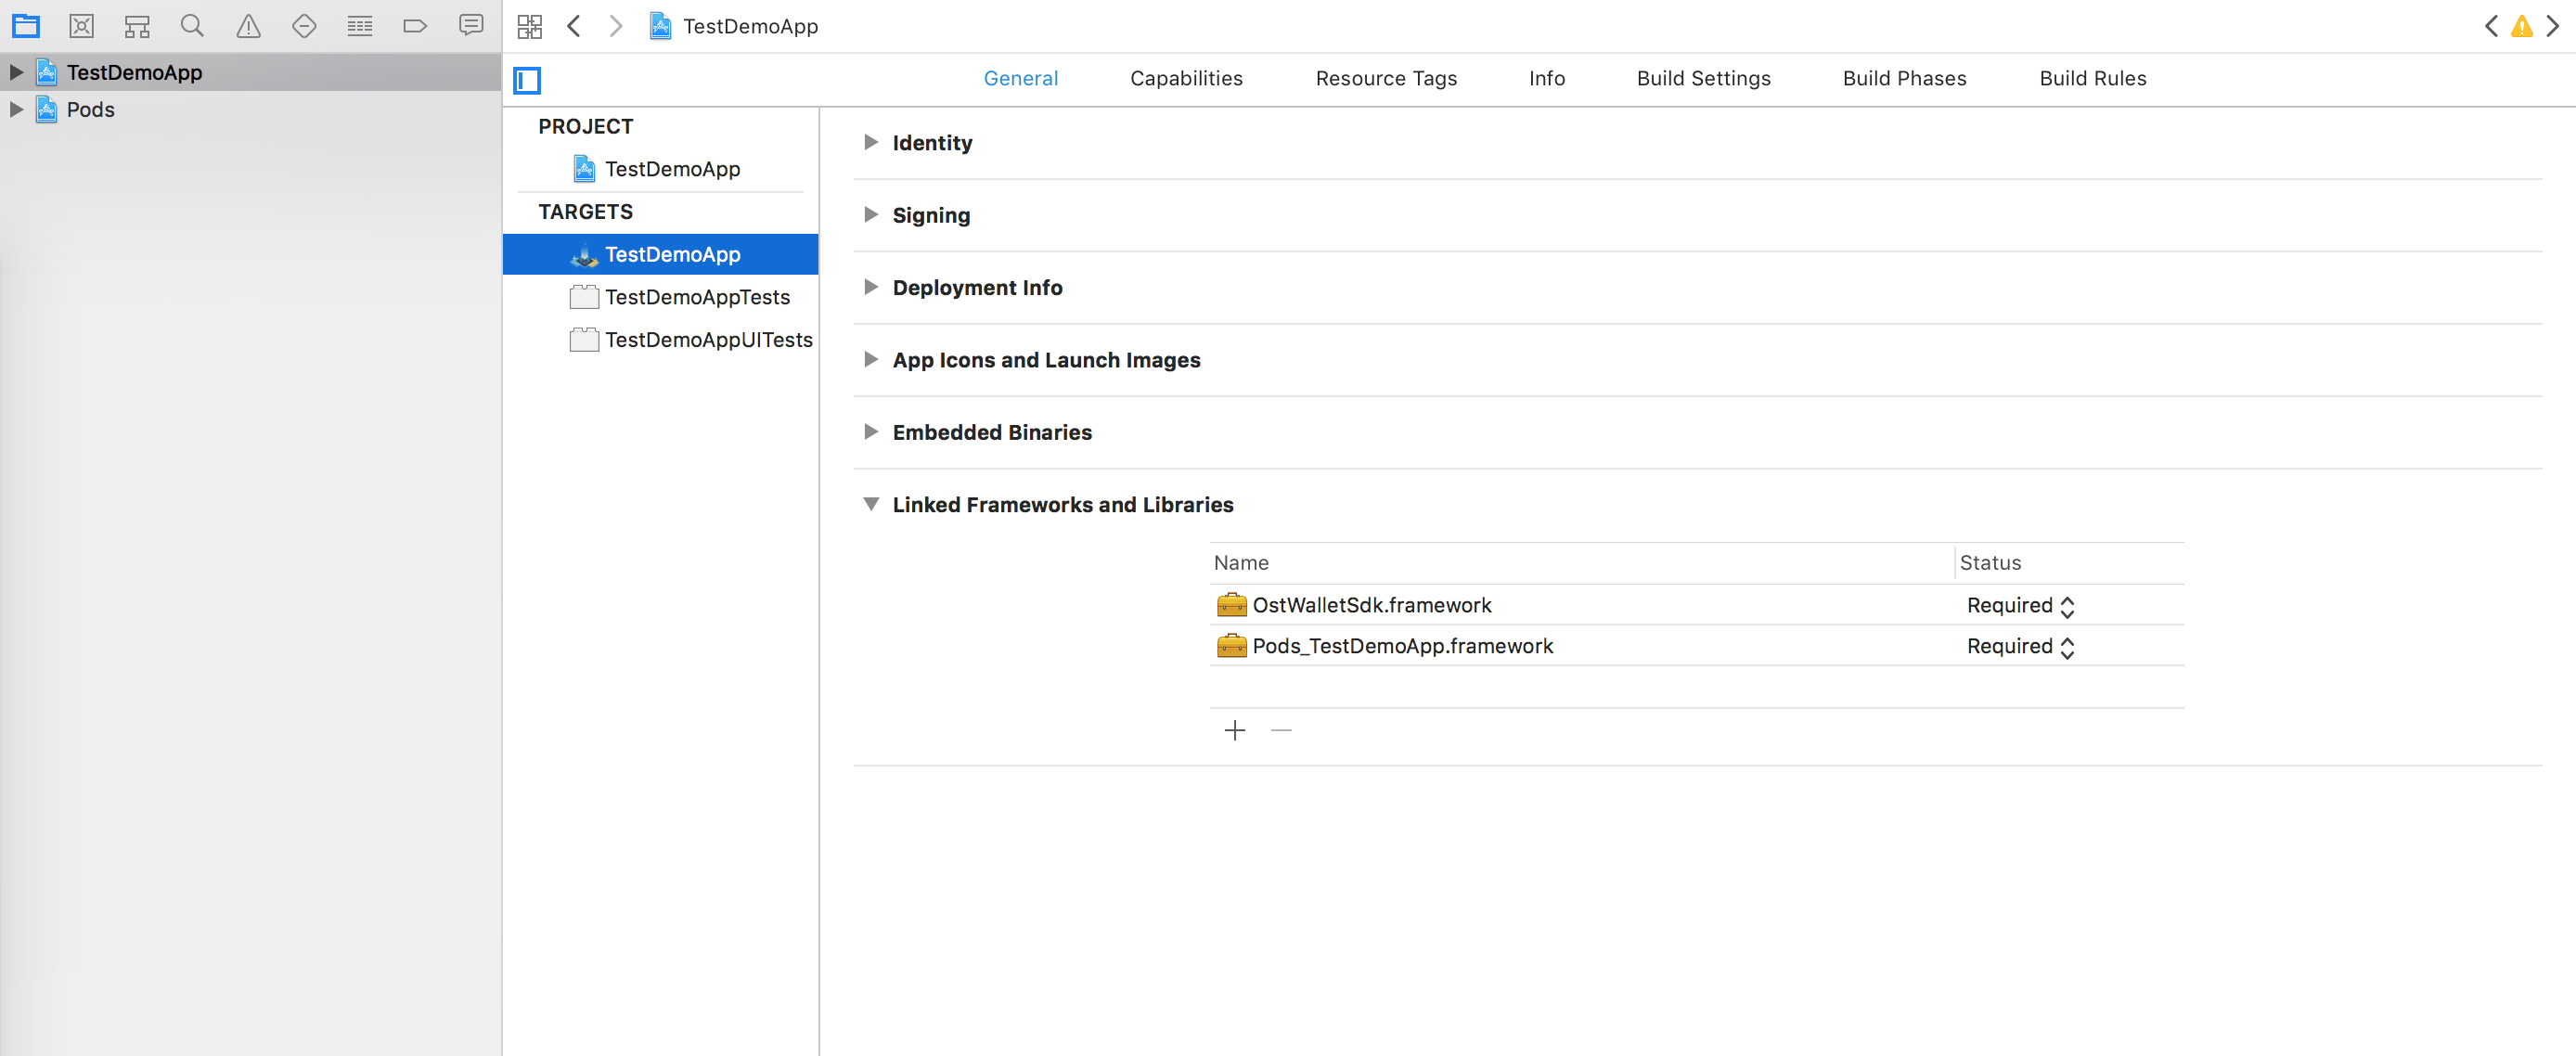 TestDemoApp
General Capabilities Resource Tags Info Build Settings Build Phases Build Rules
TestDemoApp
Pods
PROJECT
TestDemoApp
TARGETS
TestDemoApp
TestDemoAppTests
TestDemoAppUITests
Identity
Signing
Deployment Info
App Icons and Launch Images
Embedded Binaries
Linked Frameworks and Libraries
Name Status
OstWalletSdk.framework Required
Pods_TestDemoApp.framework Required